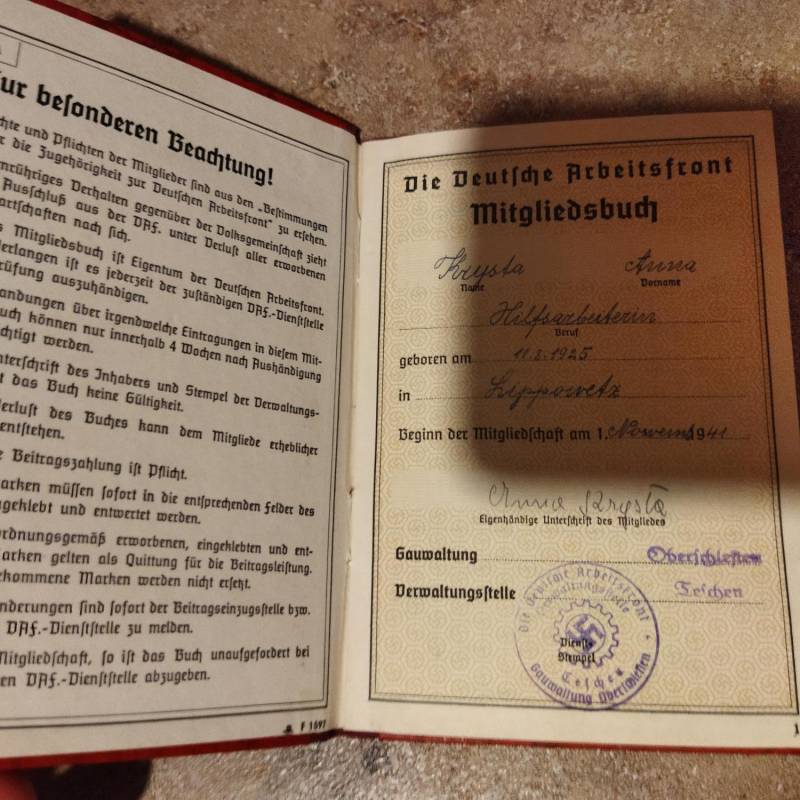 ur besonderen Beachtung!
hte und Pflichten der Mitglieder sind aus den „Bestimmungen
r die Zugehörigkeit zur Deutschen Arbeitsfront“ zu ersehen.
nrühriges Verhalten gegenüber der Volksgemeinschaft zieht
Ausschluß aus der DAF. unter Verlust aller erworbenen
artschaften nach sich.
s Mitgliedsbuch ist Eigentum der Deutschen Arbeitsfront.
erlangen ist es jederzeit der zuständigen DAF.-Dienststelle
rüfung auszuhändigen.
andungen über irgendwelche Eintragungen in diesem Mit-
uch können nur innerhalb 4 Wochen nach Aushändigung
chtigt werden.
nterschrift des Inhabers und Stempel der Verwaltungs-
t das Buch keine Gültigkeit.
erlust des Buches kann dem Mitgliede erheblicher
entstehen.
e Beitragszahlung ist Pflicht.
arken müssen sofort in die entsprechenden Felder des
geklebt und entwertet werden.
rdnungsgemäß erworbenen, eingeklebten und ent-
Marken gelten als Quittung für die Beitragsleistung.
ekommene Marken werden nicht ersetzt.
nderungen sind sofort der Beitragseinzugsstelle bzw.
DAF.-Dienststelle zu melden.
Mitgliedschaft, so ist das Buch unaufgefordert bei
en DAF.-Dienststelle abzugeben.
F 1597
Die Deutsche Arbeitsfront
Mitgliedsbuch
Krysta Anna
Name Vorname
Hilfsarbeiterin
Beruf
geboren am 11.2.1925
in Lippowetz
Beginn der Mitgliedschaft am 1. Novemb 1941
Anna Krysta
Eigenhändige Unterschrift des Mitgliedes
Gauwaltung Oberschlesien
Verwaltungsstelle Teschen
Die Deutsche Arbeitsfront
Verwaltungsstelle
Dienst-
Stempel
Teschen
Gauwaltung Oberschlesien
1